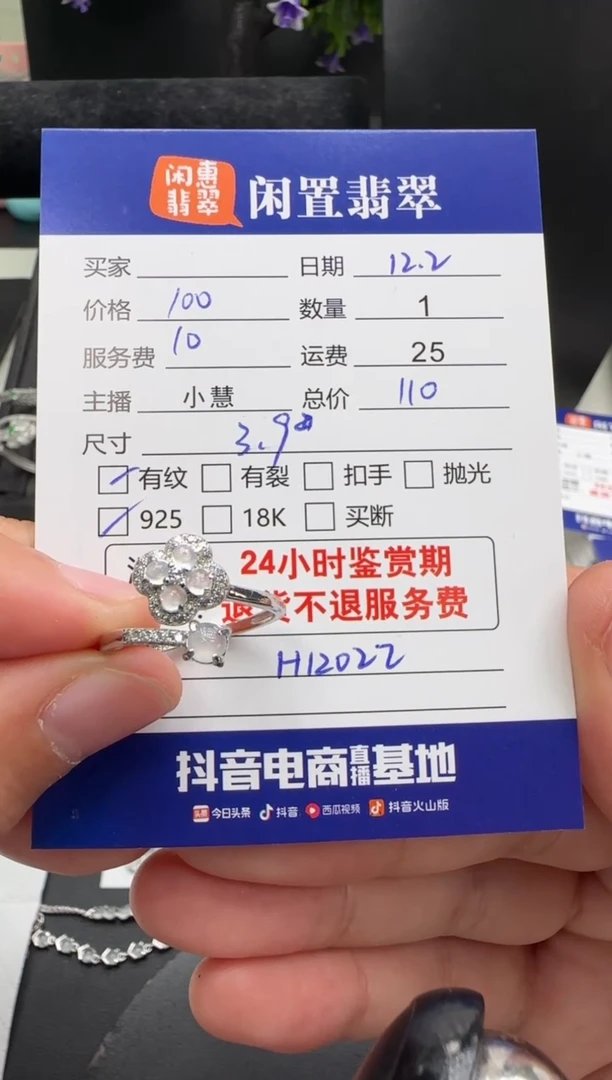 闲惠翡翠 闲置翡翠
买家 日期 12.2
价格 100 数量 1
服务费 10 运费 25
主播 小慧 总价 110
尺寸 3.9
有纹 有裂 扣手 抛光
925 18K 买断
24小时鉴赏期
退货不退服务费
H12022
抖音电商直播基地
头条 今日头条 抖音 西瓜视频 抖音火山版